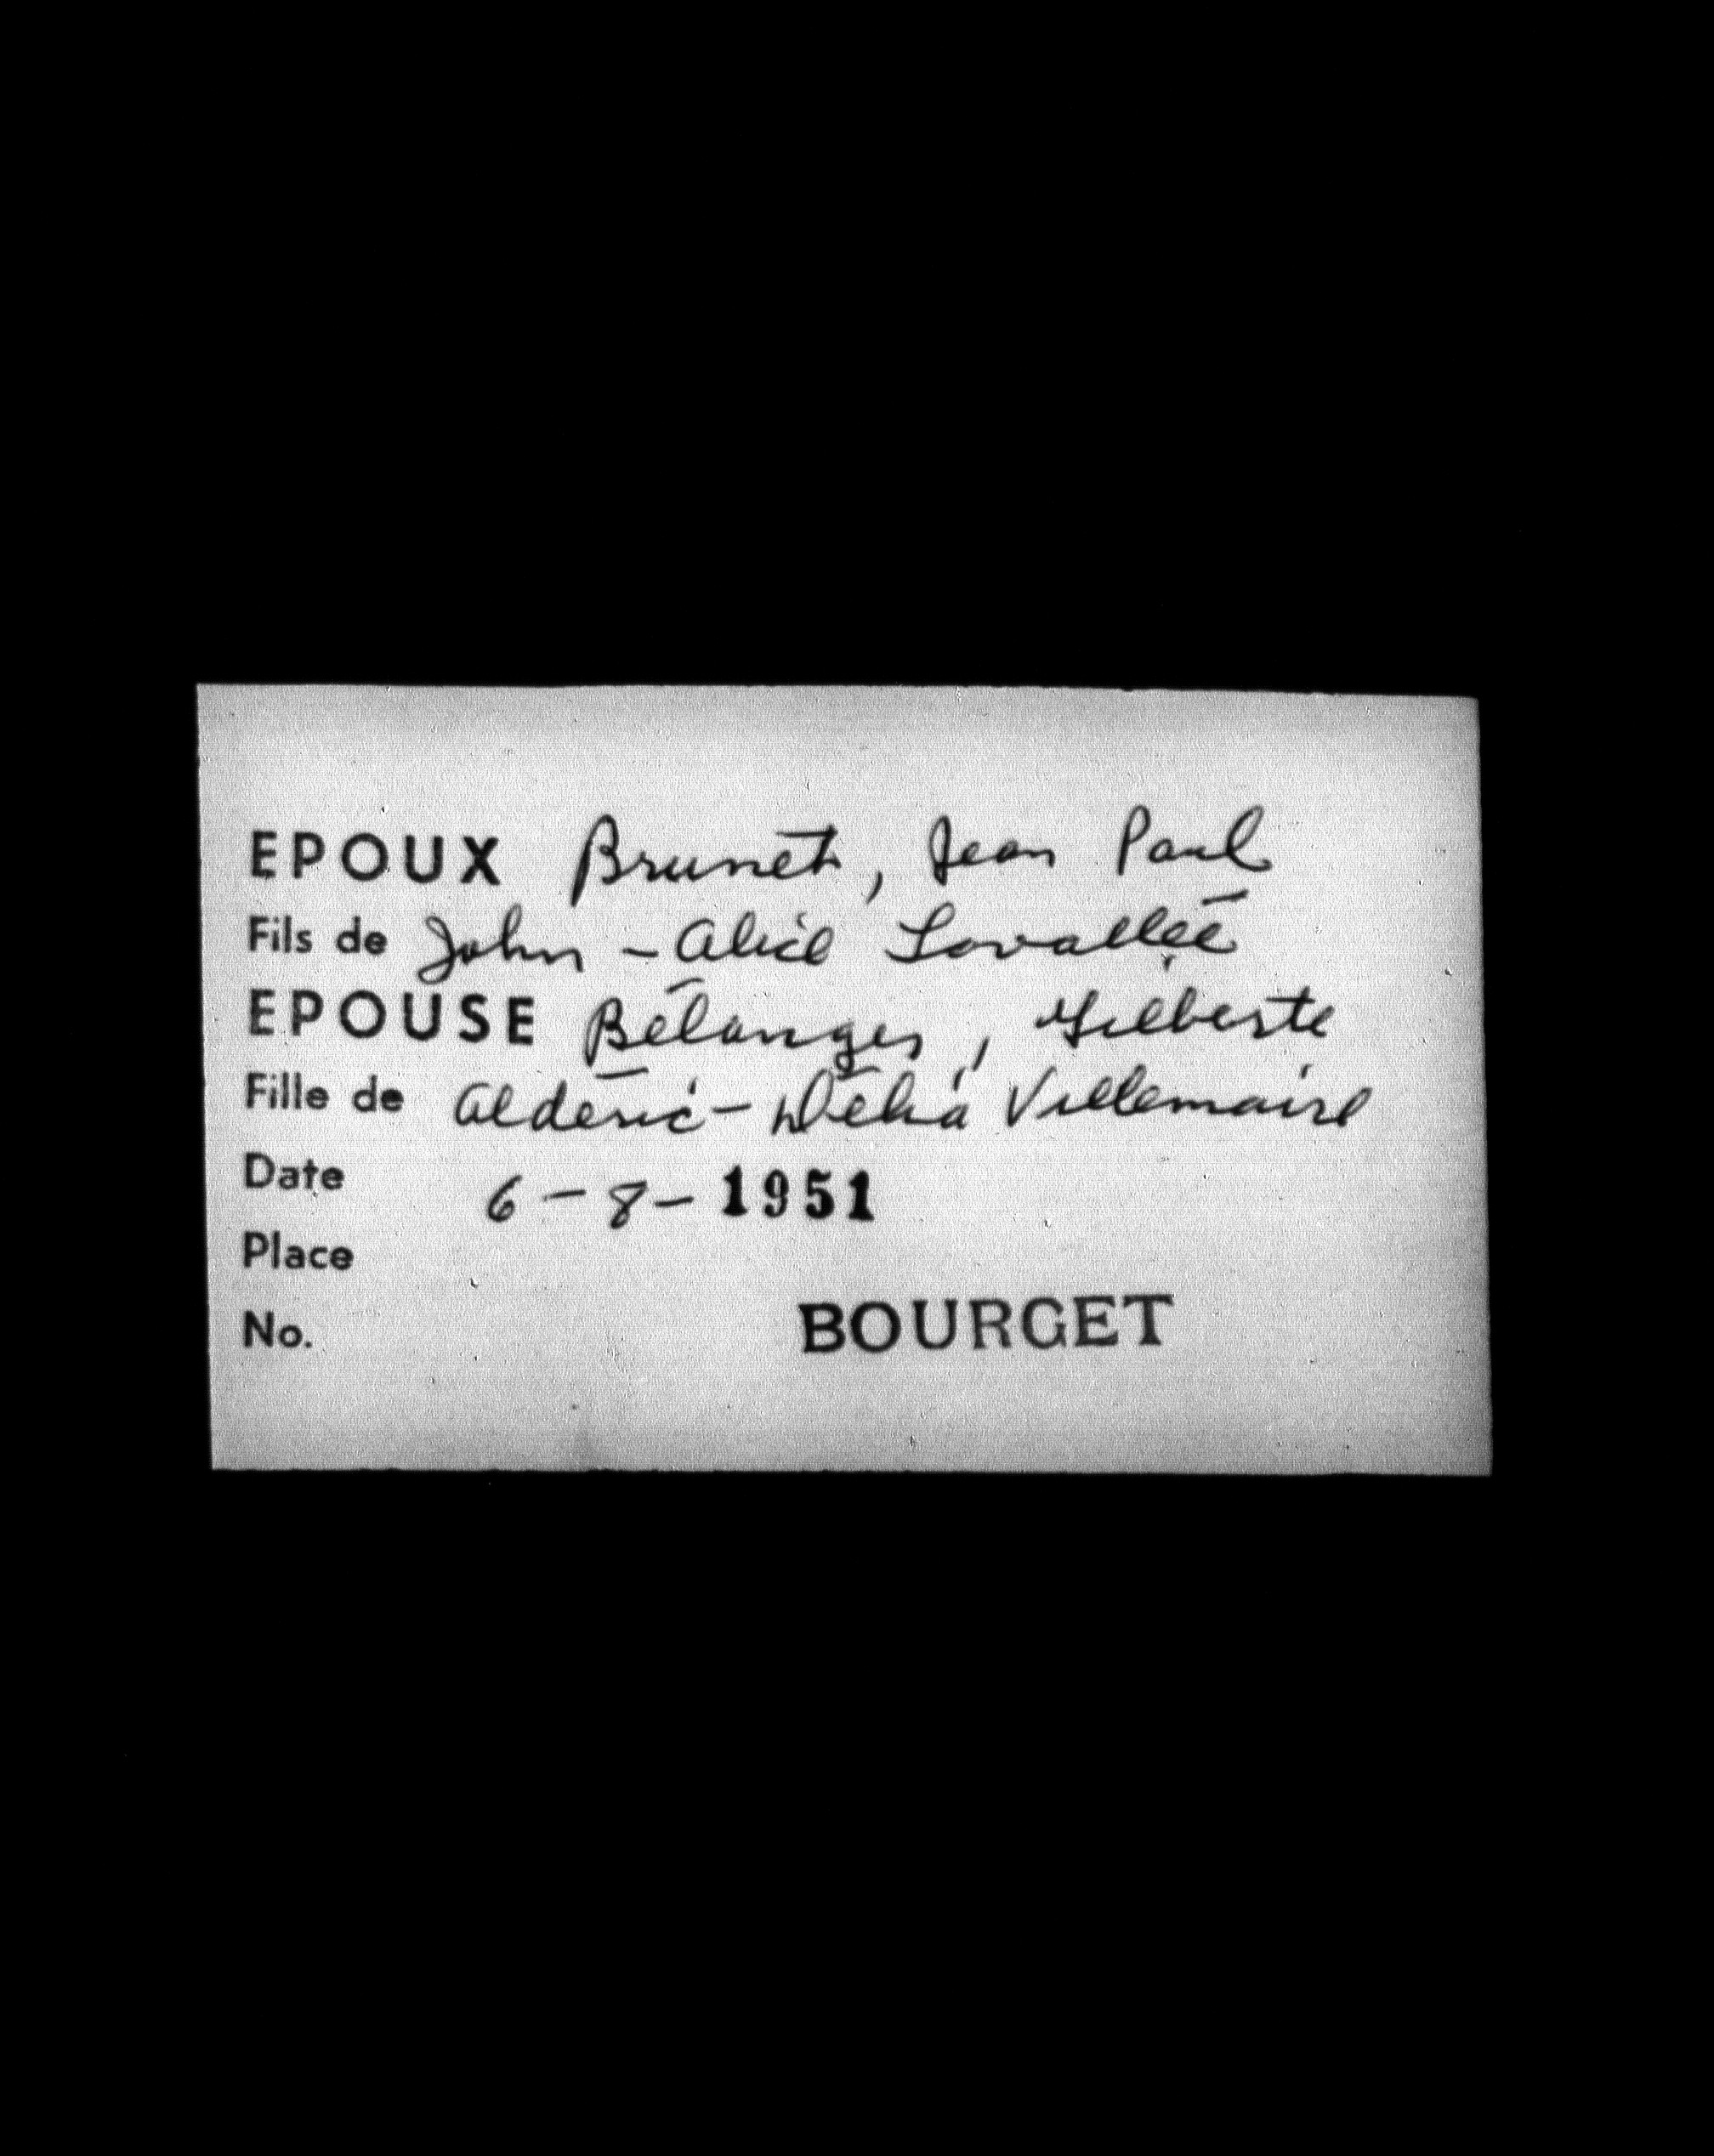 EPOUX Brunet, Jean Paul
Fils de John - Alice Lavallée
EPOUSE Bélanger, Gilberte
Fille de Aldéric - Délia Villemaire
Date 6-8-1951
Place
No. BOURGET